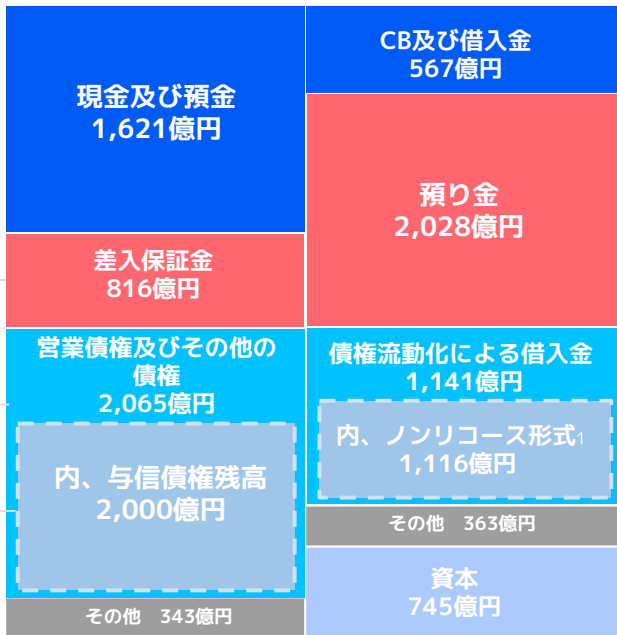 現金及び預金
1,621億円
差入保証金
816億円
営業債権及びその他の
債権
2,065億円
内、与信債権残高
2,000億円
その他　343億円
CB及び借入金
567億円
預り金
2,028億円
債権流動化による借入金
1,141億円
内、ノンリコース形式1
1,116億円
その他　363億円
資本
745億円